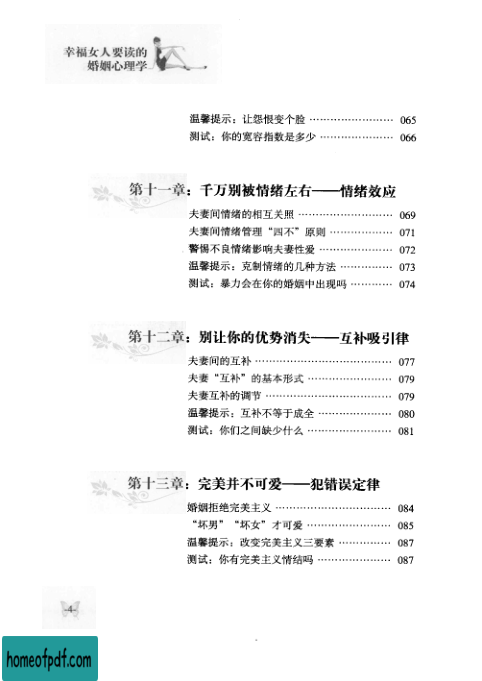 幸福女人要读的
婚姻心理学
温馨提示：让怨恨变个脸 ························ 065
测试：你的宽容指数是多少 ····················· 066
第十一章：千万别被情绪左右——情绪效应
夫妻间情绪的相互关照 ··························· 069
夫妻间情绪管理“四不”原则 ·················· 071
警惕不良情绪影响夫妻性爱 ····················· 072
温馨提示：克制情绪的几种方法 ··············· 073
测试：暴力会在你的婚姻中出现吗 ············ 074
第十二章：别让你的优势消失——互补吸引律
夫妻间的互补 ······································· 077
夫妻“互补”的基本形式 ························ 079
夫妻互补的调节 ···································· 079
温馨提示：互补不等于成全 ····················· 080
测试：你们之间缺少什么 ························ 081
第十三章：完美并不可爱——犯错误定律
婚姻拒绝完美主义 ································· 084
“坏男”“坏女”才可爱 ························ 085
温馨提示：改变完美主义三要素 ··············· 087
测试：你有完美主义情结吗 ····················· 087
-4-
homeofpdf.com